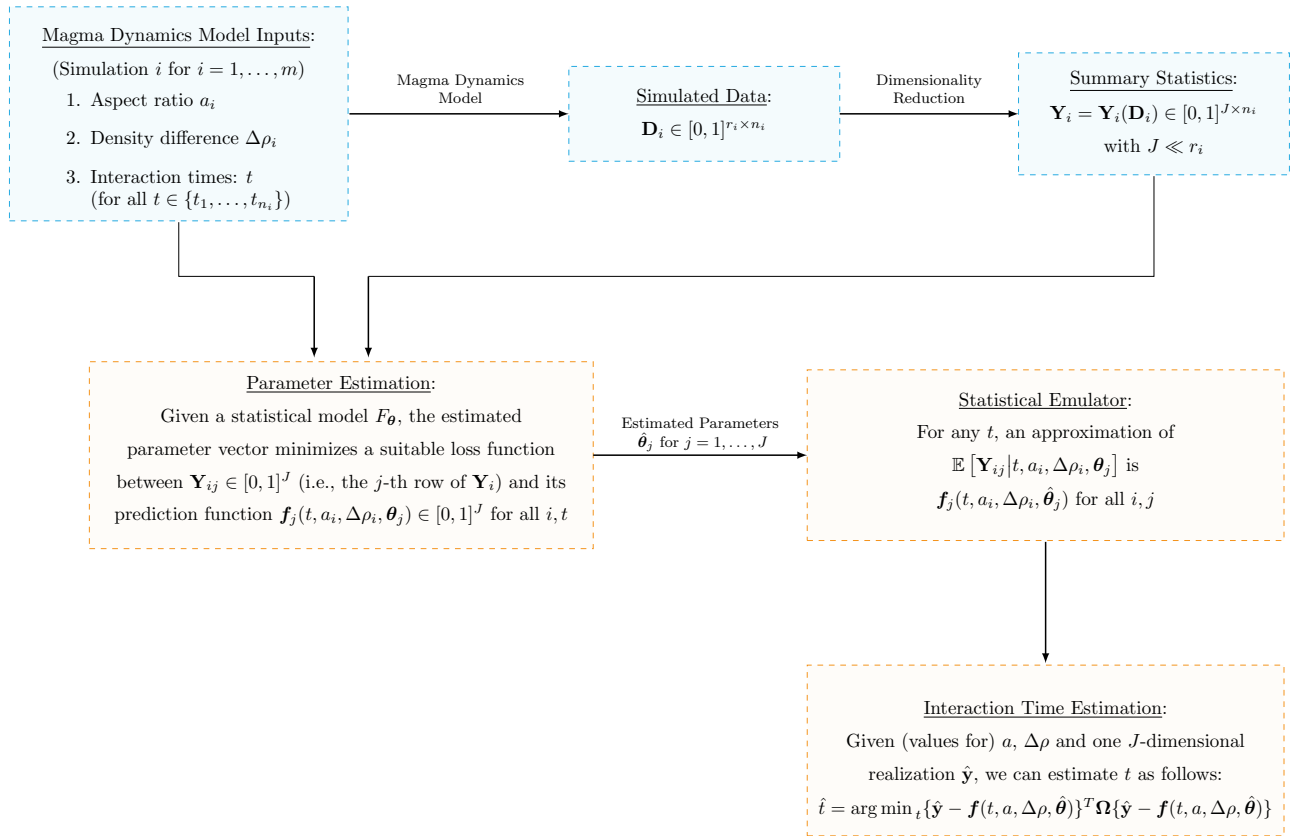 Magma Dynamics Model Inputs:
(Simulation i for i = 1, . . . , m)
1. Aspect ratio a_i
2. Density difference Δρ_i
3. Interaction times: t
(for all t ∈ {t_1, . . . , t_{n_i}})
Magma Dynamics
Model
Simulated Data:
D_i ∈ [0, 1]^{r_i×n_i}
Dimensionality
Reduction
Summary Statistics:
Y_i = Y_i(D_i) ∈ [0, 1]^{J×n_i}
with J ≪ r_i
Parameter Estimation:
Given a statistical model F_θ, the estimated
parameter vector minimizes a suitable loss function
between Y_{ij} ∈ [0, 1]^J (i.e., the j-th row of Y_i) and its
prediction function f_j(t, a_i, Δρ_i, θ_j) ∈ [0, 1]^J for all i, t
Estimated Parameters
θ̂_j for j = 1, . . . , J
Statistical Emulator:
For any t, an approximation of
𝔼 [Y_{ij}|t, a_i, Δρ_i, θ_j] is
f_j(t, a_i, Δρ_i, θ̂_j) for all i, j
Interaction Time Estimation:
Given (values for) a, Δρ and one J-dimensional
realization ŷ, we can estimate t as follows:
t̂ = arg min_t{ŷ − f(t, a, Δρ, θ̂)}^T Ω{ŷ − f(t, a, Δρ, θ̂)}